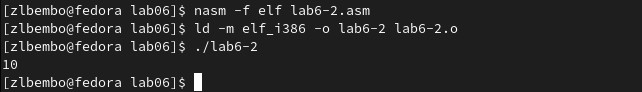 [zlbembo@fedora lab06]$ nasm -f elf lab6-2.asm
[zlbembo@fedora lab06]$ ld -m elf_i386 -o lab6-2 lab6-2.o
[zlbembo@fedora lab06]$ ./lab6-2
10
[zlbembo@fedora lab06]$